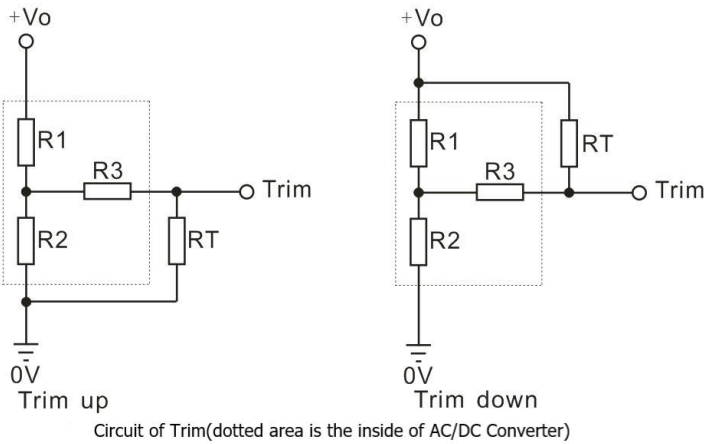 +Vo
R1
R3
Trim
R2
RT
0V
Trim up
+Vo
R1
RT
R3
Trim
R2
0V
Trim down
Circuit of Trim(dotted area is the inside of AC/DC Converter)